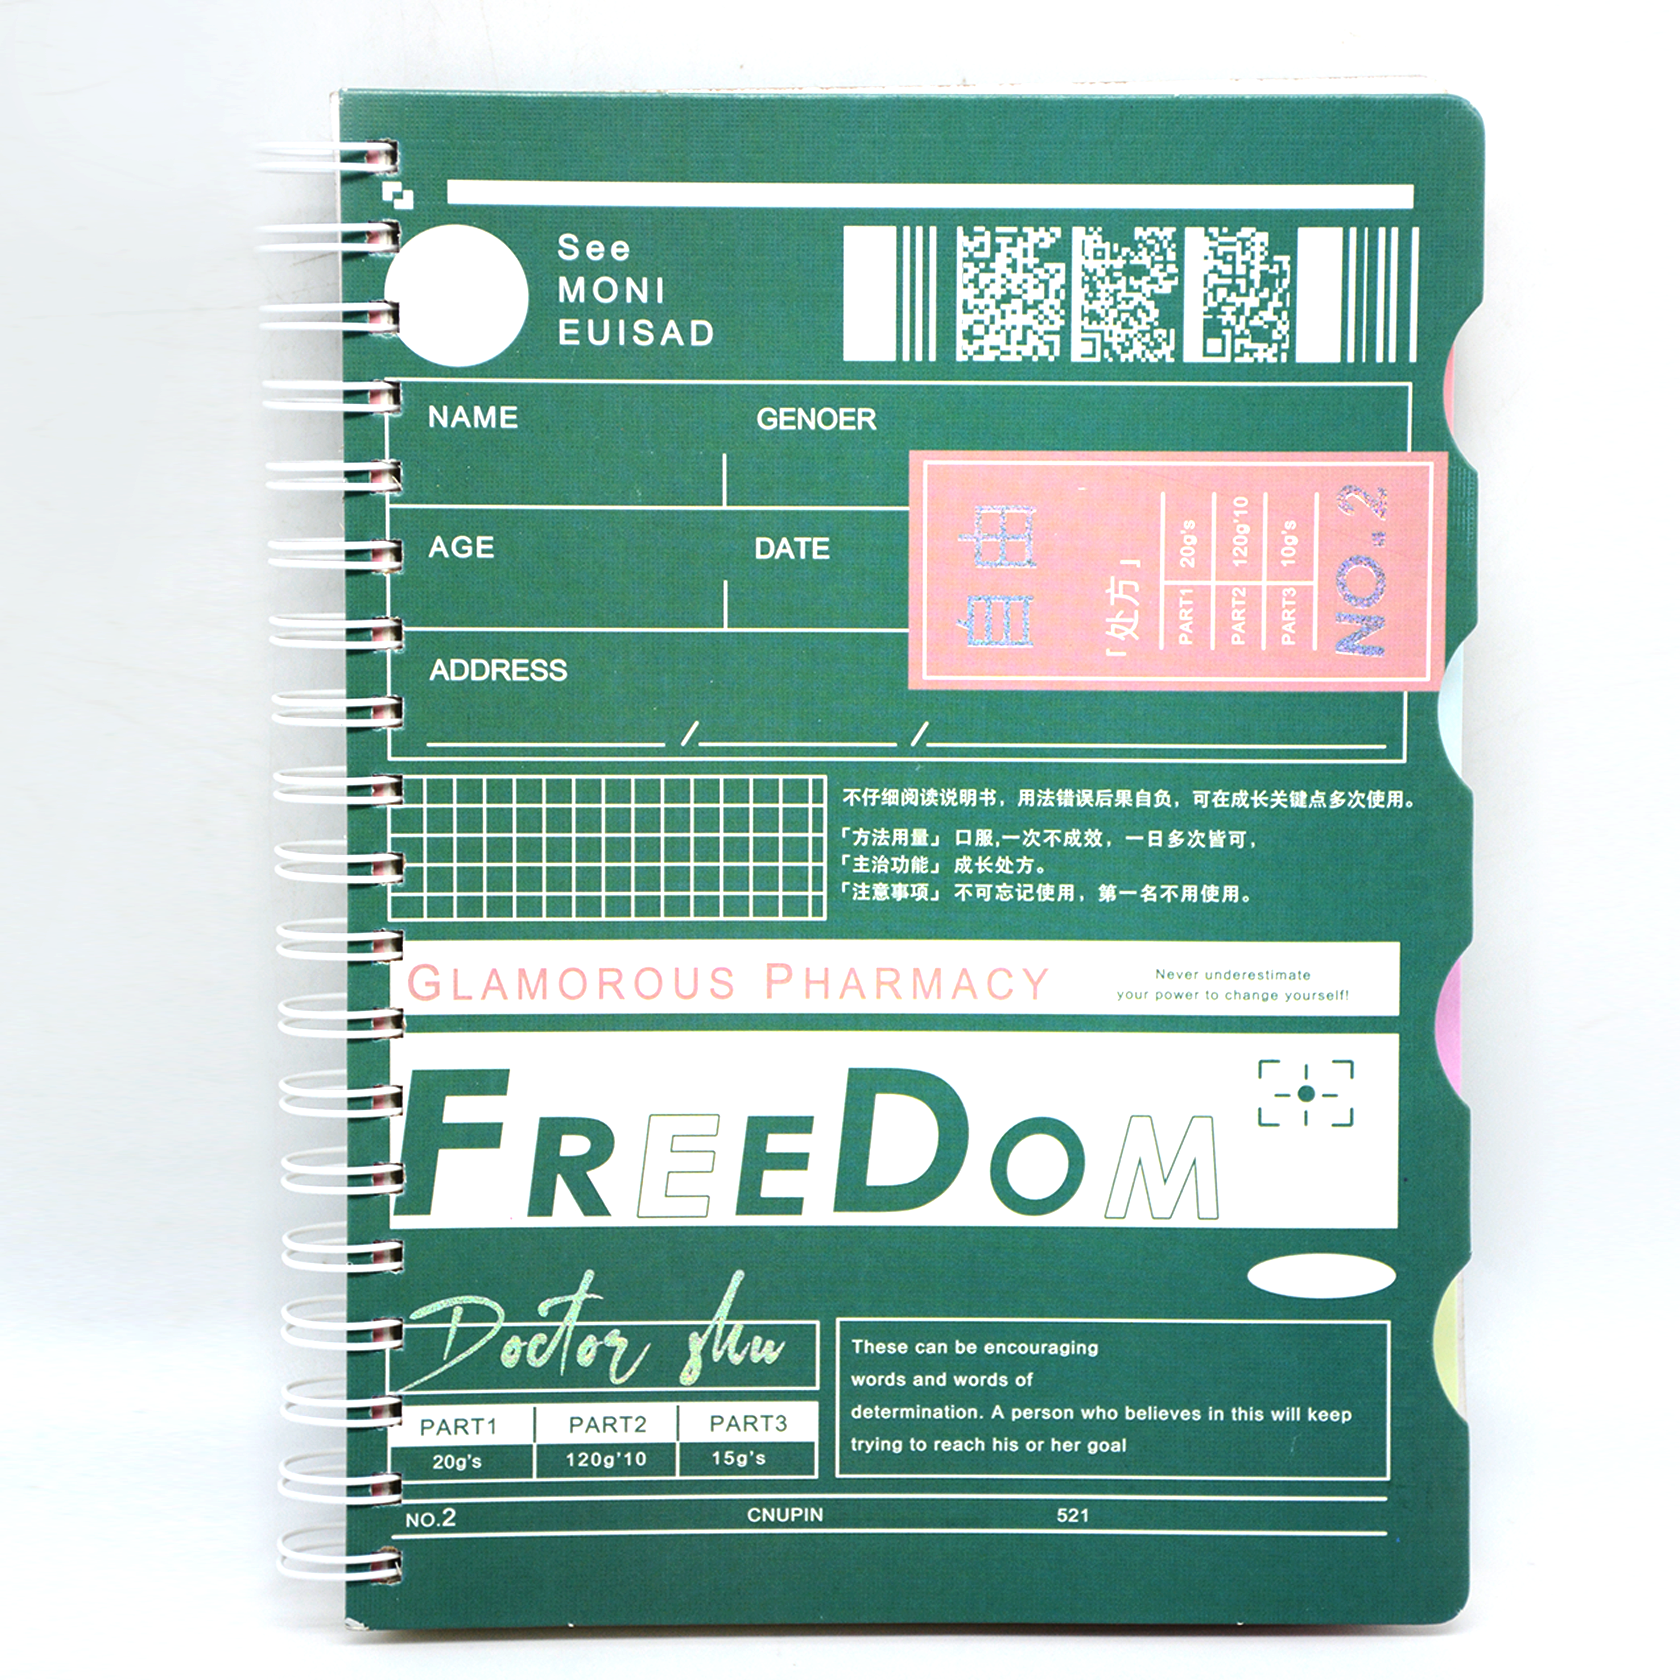 See
MONI
EUISAD
NAME
GENOER
AGE
DATE
ADDRESS
自由
「处方」
PART1 20g's
PART2 120g'10
PART3 10g's
NO.2
不仔细阅读说明书，用法错误后果自负，可在成长关键点多次使用。
「方法用量」 口服,一次不成效，一日多次皆可，
「主治功能」 成长处方。
「注意事项」 不可忘记使用，第一名不用使用。
GLAMOROUS PHARMACY
Never underestimate
your power to change yourself!
FREEDOM
Doctor shu
PART1 PART2 PART3
20g's 120g'10 15g's
These can be encouraging
words and words of
determination. A person who believes in this will keep
trying to reach his or her goal
NO.2 CNUPIN 521